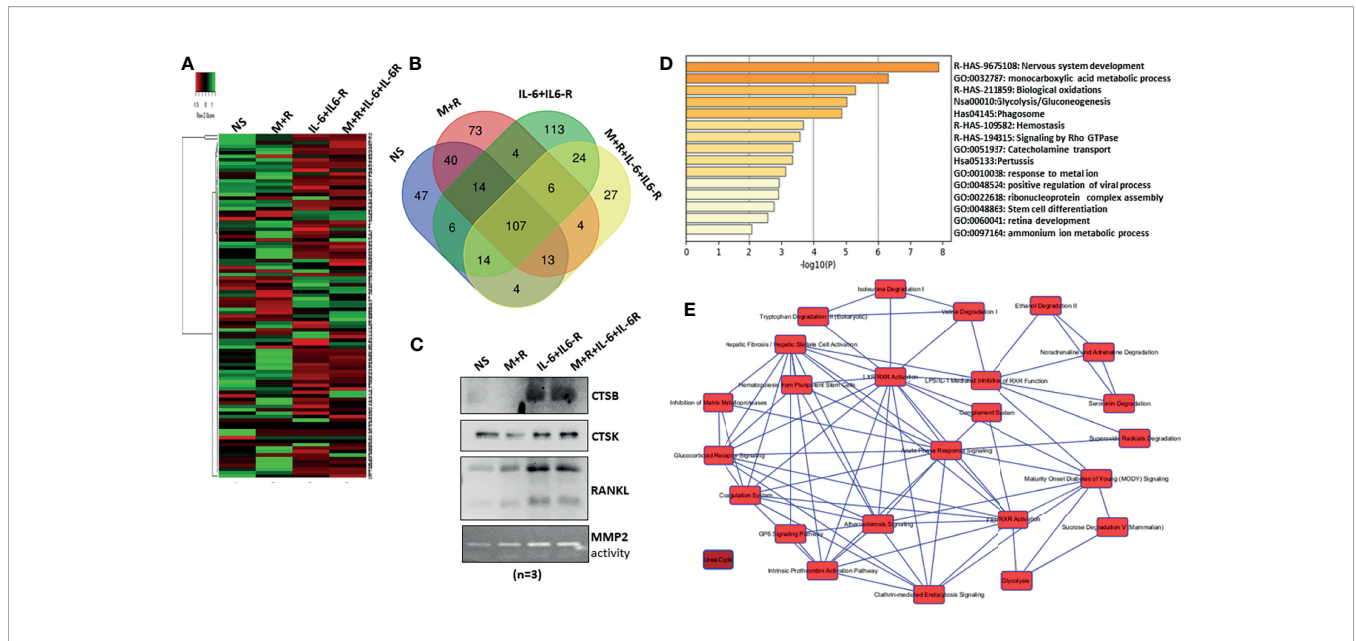 A
Row Z-Score
NS
M+R
IL-6+IL6-R
M+R+IL-6+IL-6R
B
NS
M+R
IL-6+IL6-R
M+R+IL-6+IL6-R
73
113
40
4
24
47
14
6
27
107
6
4
14
13
4
C
NS
M+R
IL-6+IL6-R
M+R+IL-6+IL-6R
CTSB
CTSK
RANKL
MMP2
activity
(n=3)
D
R-HAS-9675108: Nervous system development
GO:0032787: monocarboxylic acid metabolic process
R-HAS-211859: Biological oxidations
Nsa00010:Glycolysis/Gluconeogenesis
Has04145:Phagosome
R-HAS-109582: Hemostasis
R-HAS-194315: Signaling by Rho GTPase
GO:0051937: Catecholamine transport
Hsa05133:Pertussis
GO:0010038: response to metal ion
GO:0048524: positive regulation of viral process
GO:0022618: ribonucleoprotein complex assembly
GO:0048863: Stem cell differentiation
GO:0060041: retina development
GO:0097164: ammonium ion metabolic process
0 1 2 3 4 5 6 7 8
-log10(P)
E
Isoleucine Degradation I
Ethanol Degradation II
Tryptophan Degradation II (Eukaryotic)
Valine Degradation I
Hepatic Fibrosis / Hepatic Stellate Cell Activation
Noradrenaline and Adrenaline Degradation
LXR/RXR Activation
LPS/IL-1 Mediated Inhibition of RXR Function
Hematopoiesis from Pluripotent Stem Cells
Inhibition of Matrix Metalloproteases
Complement System
Serotonin Degradation
Superoxide Radicals Degradation
Glucocorticoid Receptor Signaling
Acute Phase Response Signaling
Maturity Onset Diabetes of Young (MODY) Signaling
Coagulation System
Atherosclerosis Signaling
FXR/RXR Activation
Sucrose Degradation V (Mammalian)
GP6 Signaling Pathway
Urea Cycle
Intrinsic Prothrombin Activation Pathway
Glycolysis
Clathrin-mediated Endocytosis Signaling